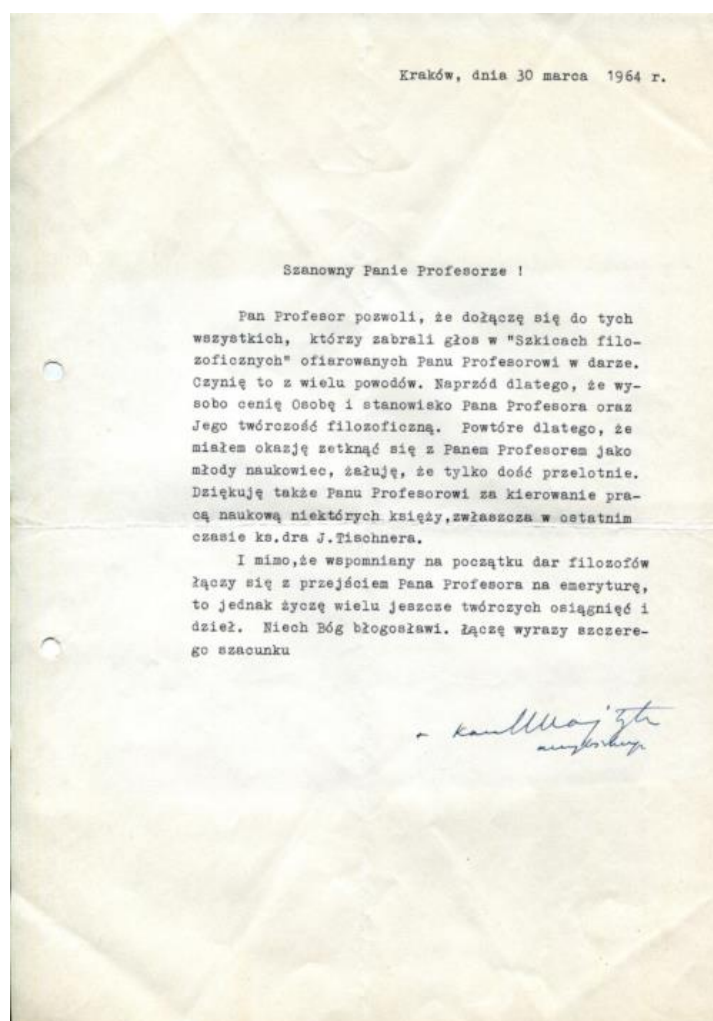 Kraków, dnia 30 marca 1964 r.
Szanowny Panie Profesorze !
Pan Profesor pozwoli, że dołączę się do tych
wszystkich, którzy zabrali głos w "Szkicach filo-
zoficznych" ofiarowanych Panu Profesorowi w darze.
Czynię to z wielu powodów. Naprzód dlatego, że wy-
sobo cenię Osobę i stanowisko Pana Profesora oraz
Jego twórczość filozoficzną. Powtóre dlatego, że
miałem okazję zetknąć się z Panem Profesorem jako
młody naukowiec, żałuję, że tylko dość przelotnie.
Dziękuję także Panu Profesorowi za kierowanie pra-
cą naukową niektórych księży,zwłaszcza w ostatnim
czasie ks.dra J.Tischnera.
I mimo,że wspomniany na początku dar filozofów
łączy się z przejściem Pana Profesora na emeryturę,
to jednak życzę wielu jeszcze twórczych osiągnięć i
dzieł. Niech Bóg błogosławi. Łączę wyrazy szczere-
go szacunku
Karol Wojtyła
arcybiskup